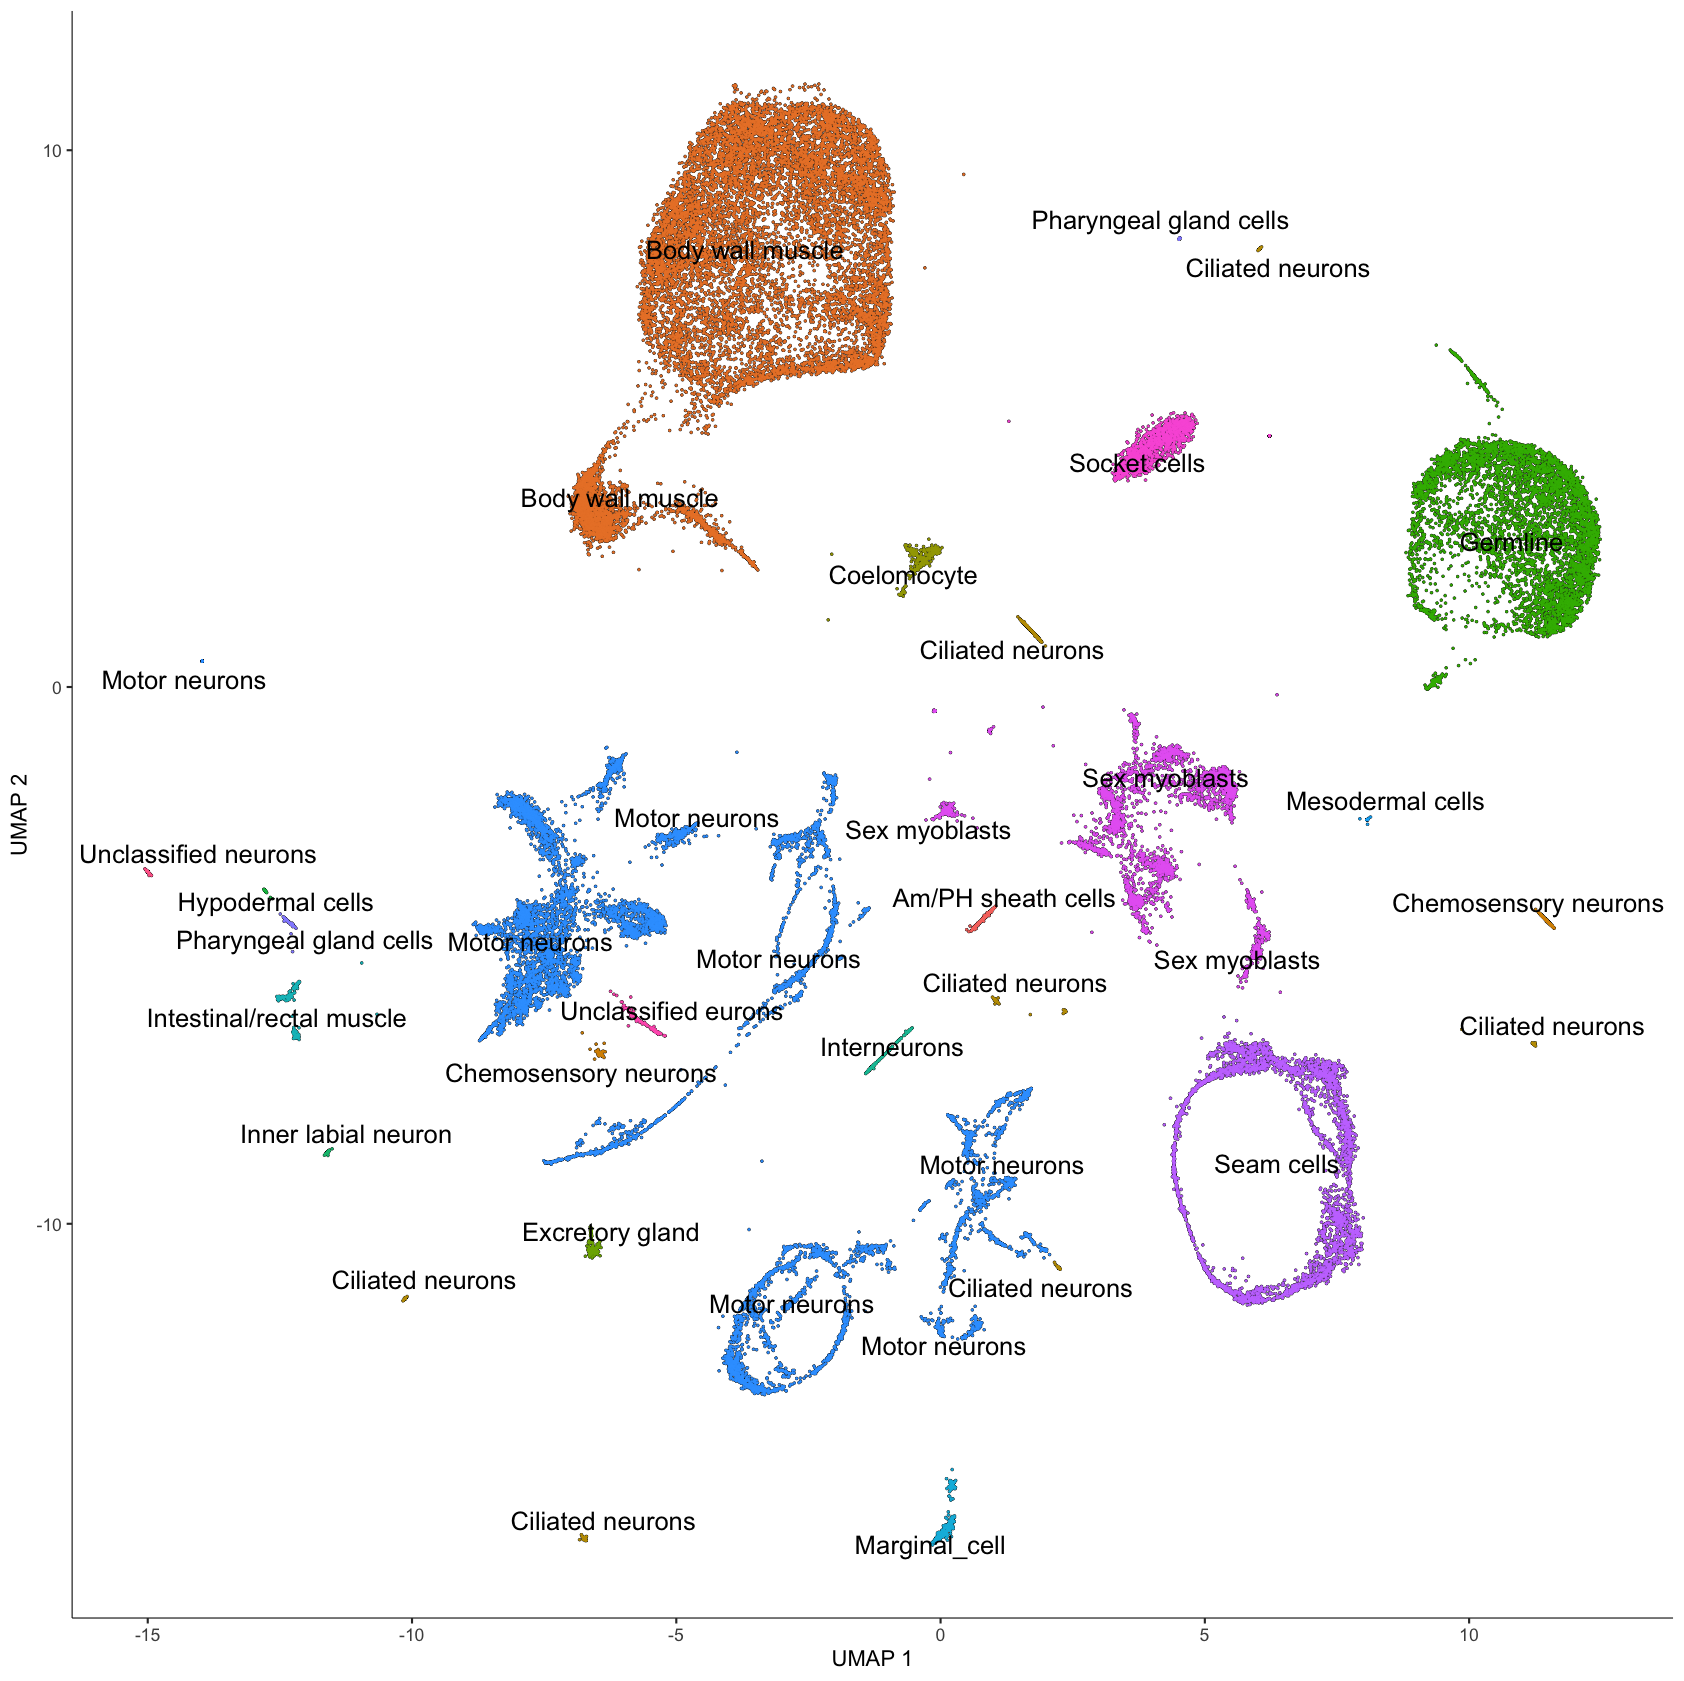 10
Pharyngeal gland cells
Body wall muscle
Ciliated neurons
Socket cells
Body wall muscle
Germline
Coelomocyte
Ciliated neurons
0
Motor neurons
Sex myoblasts
Mesodermal cells
Motor neurons
Sex myoblasts
UMAP 2
Unclassified neurons
Hypodermal cells
Am/PH sheath cells
Chemosensory neurons
Pharyngeal gland cells
Motor neurons
Motor neurons
Sex myoblasts
Ciliated neurons
Unclassified eurons
Intestinal/rectal muscle
Ciliated neurons
Interneurons
Chemosensory neurons
Inner labial neuron
Motor neurons
Seam cells
-10
Excretory gland
Ciliated neurons
Ciliated neurons
Motor neurons
Motor neurons
Ciliated neurons
Marginal_cell
-15
-10
-5
0
5
10
UMAP 1